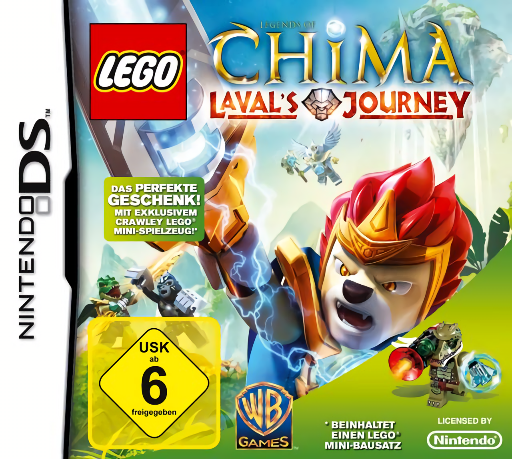 LEGO
LEGENDS OF
CHIMA
LAVAL'S JOURNEY
NINTENDO DS™
DAS PERFEKTE
GESCHENK!
MIT EXKLUSIVEM
CRAWLEY LEGO®
MINI-SPIELZEUG!*
USK
ab
6
freigegeben
WB
GAMES
* BEINHALTET
EINEN LEGO®
MINI-BAUSATZ
LICENSED BY
Nintendo®